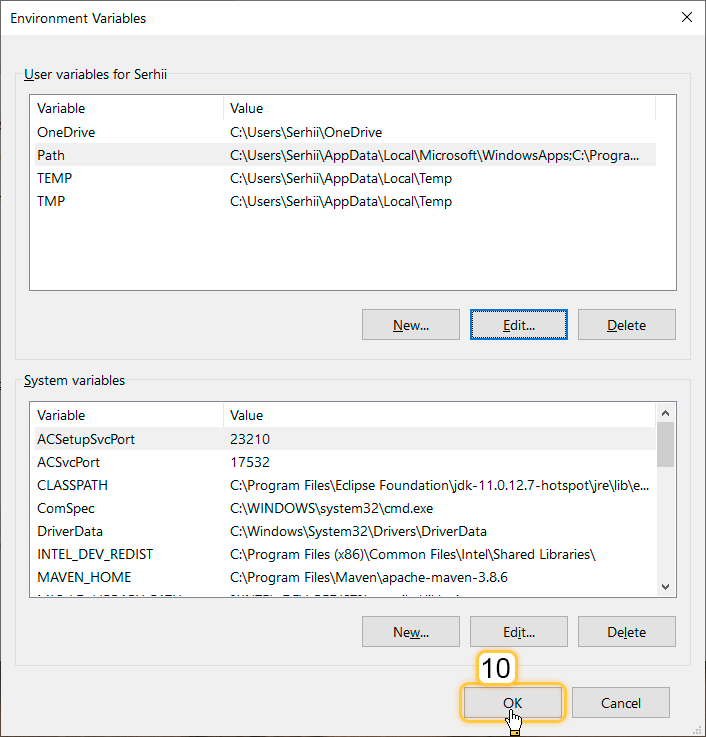 Environment Variables
User variables for Serhii
Variable Value
OneDrive C:\Users\Serhii\OneDrive
Path C:\Users\Serhii\AppData\Local\Microsoft\WindowsApps;C:\Progra...
TEMP C:\Users\Serhii\AppData\Local\Temp
TMP C:\Users\Serhii\AppData\Local\Temp
New... Edit... Delete
System variables
Variable Value
ACSetupSvcPort 23210
ACSvcPort 17532
CLASSPATH C:\Program Files\Eclipse Foundation\jdk-11.0.12.7-hotspot\jre\lib\e...
ComSpec C:\WINDOWS\system32\cmd.exe
DriverData C:\Windows\System32\Drivers\DriverData
INTEL_DEV_REDIST C:\Program Files (x86)\Common Files\Intel\Shared Libraries\
MAVEN_HOME C:\Program Files\Maven\apache-maven-3.8.6
New... Edit... Delete
10
OK Cancel